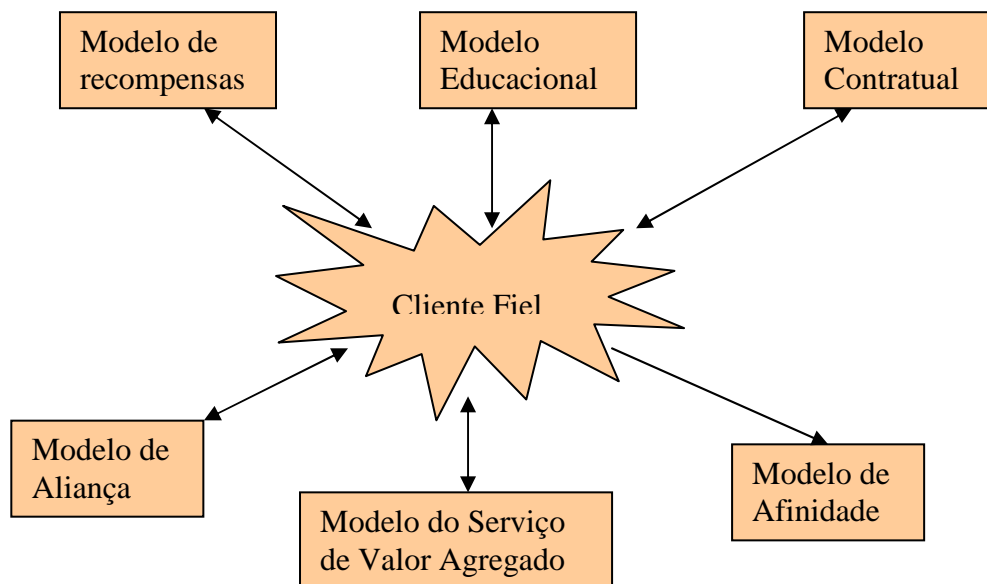 Modelo de
recompensas
Modelo
Educacional
Modelo
Contratual
Cliente Fiel
Modelo de
Aliança
Modelo do Serviço
de Valor Agregado
Modelo de
Afinidade